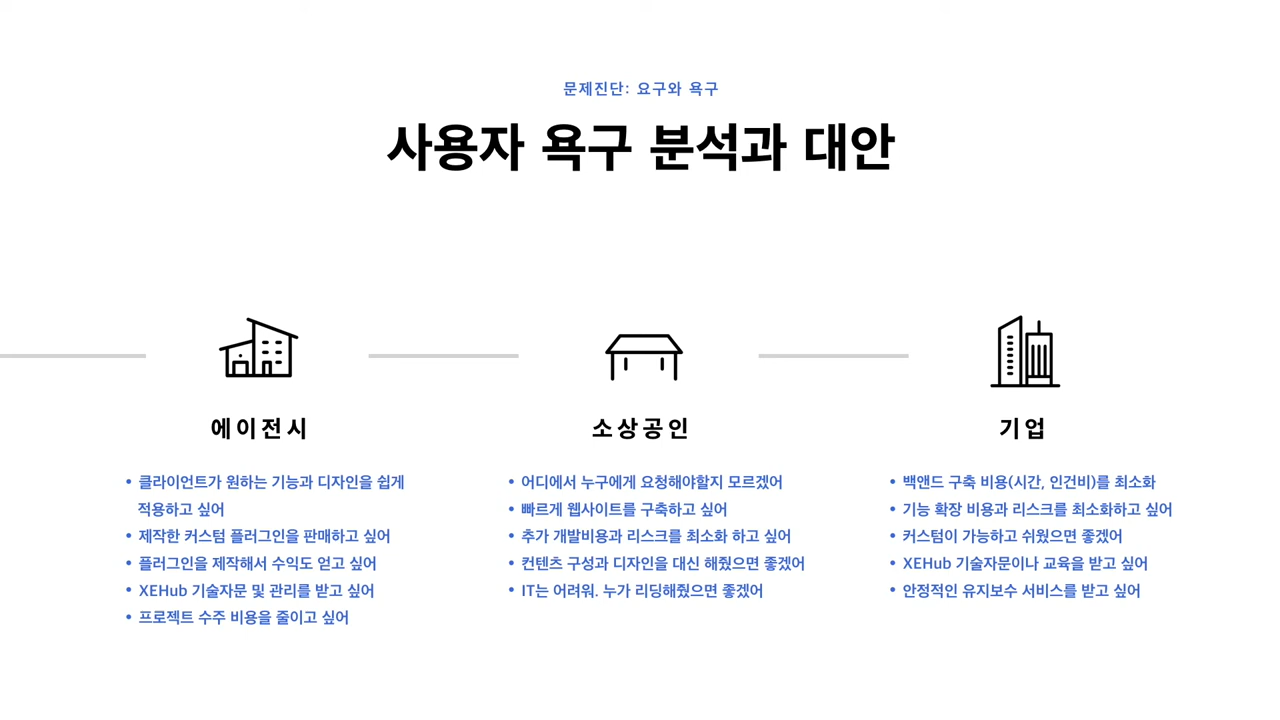 문제진단: 요구와 욕구
사용자 욕구 분석과 대안
에이전시
• 클라이언트가 원하는 기능과 디자인을 쉽게
적용하고 싶어
• 제작한 커스텀 플러그인을 판매하고 싶어
• 플러그인을 제작해서 수익도 얻고 싶어
• XEHub 기술자문 및 관리를 받고 싶어
• 프로젝트 수주 비용을 줄이고 싶어
소상공인
• 어디에서 누구에게 요청해야할지 모르겠어
• 빠르게 웹사이트를 구축하고 싶어
• 추가 개발비용과 리스크를 최소화 하고 싶어
• 컨텐츠 구성과 디자인을 대신 해줬으면 좋겠어
• IT는 어려워. 누가 리딩해줬으면 좋겠어
기업
• 백앤드 구축 비용(시간, 인건비)를 최소화
• 기능 확장 비용과 리스크를 최소화하고 싶어
• 커스텀이 가능하고 쉬웠으면 좋겠어
• XEHub 기술자문이나 교육을 받고 싶어
• 안정적인 유지보수 서비스를 받고 싶어